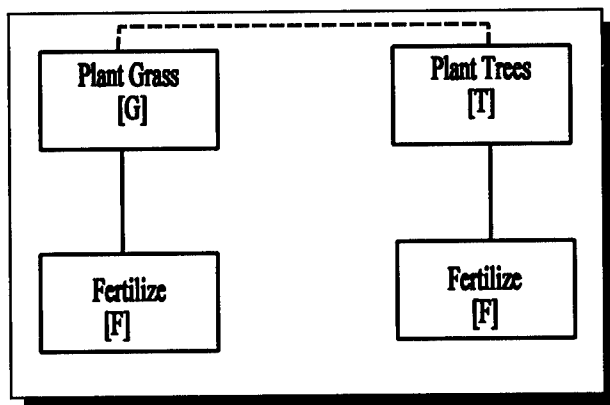 Plant Grass
[G]
Plant Trees
[T]
Fertilize
[F]
Fertilize
[F]